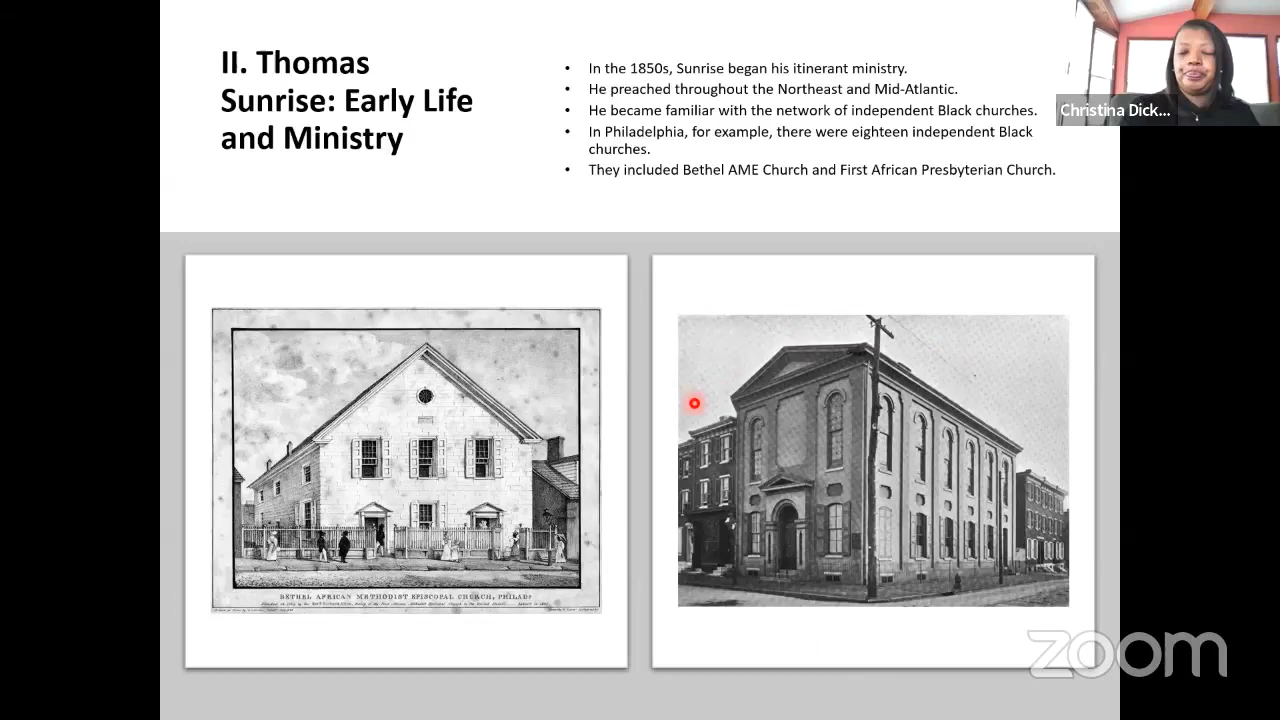 II. Thomas
Sunrise: Early Life
and Ministry
• In the 1850s, Sunrise began his itinerant ministry.
• He preached throughout the Northeast and Mid-Atlantic.
• He became familiar with the network of independent Black churches.
• In Philadelphia, for example, there were eighteen independent Black
churches.
• They included Bethel AME Church and First African Presbyterian Church.
Christina Dick...
BETHEL AFRICAN METHODIST EPISCOPAL CHURCH, PHILADA
zoom